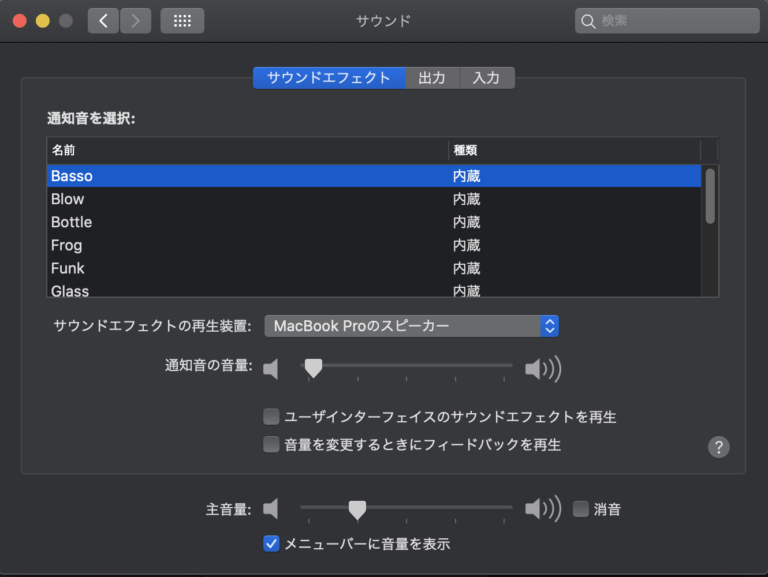 サウンド
検索
サウンドエフェクト 出力 入力
通知音を選択:
名前 種類
Basso 内蔵
Blow 内蔵
Bottle 内蔵
Frog 内蔵
Funk 内蔵
Glass 内蔵
サウンドエフェクトの再生装置: MacBook Proのスピーカー
通知音の音量:
ユーザインターフェイスのサウンドエフェクトを再生
音量を変更するときにフィードバックを再生
?
主音量: 消音
メニューバーに音量を表示